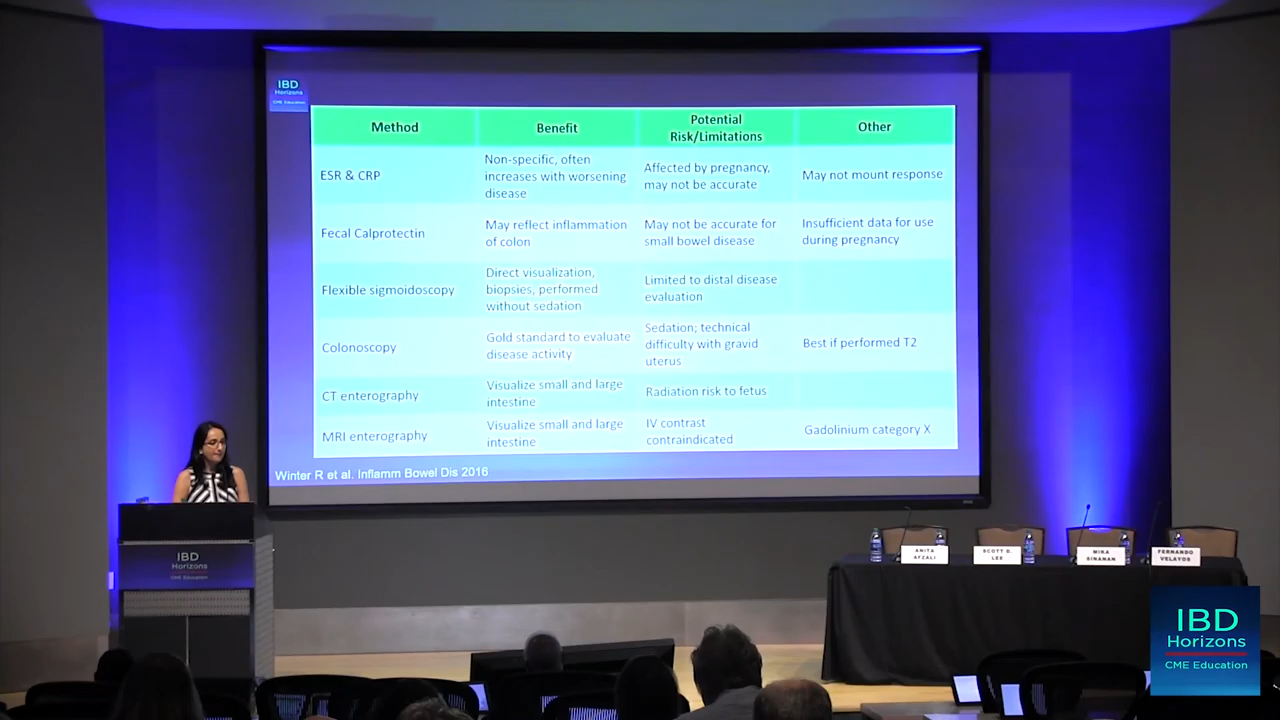 IBD
Horizons
CME Education
Method
Benefit
Potential
Risk/Limitations
Other
ESR & CRP
Non-specific, often
increases with worsening
disease
Affected by pregnancy,
may not be accurate
May not mount response
Fecal Calprotectin
May reflect inflammation
of colon
May not be accurate for
small bowel disease
Insufficient data for use
during pregnancy
Flexible sigmoidoscopy
Direct visualization,
biopsies, performed
without sedation
Limited to distal disease
evaluation
Colonoscopy
Gold standard to evaluate
disease activity
Sedation; technical
difficulty with gravid
uterus
Best if performed T2
CT enterography
Visualize small and large
intestine
Radiation risk to fetus
MRI enterography
Visualize small and large
intestine
IV contrast
contraindicated
Gadolinium category X
Winter R et al. Inflamm Bowel Dis 2016
IBD
Horizons
CME Education
ANITA
AFZALI
SCOTT D.
LEE
MIKA
SINANAN
FERNANDO
VELAYOS
IBD
Horizons
CME Education